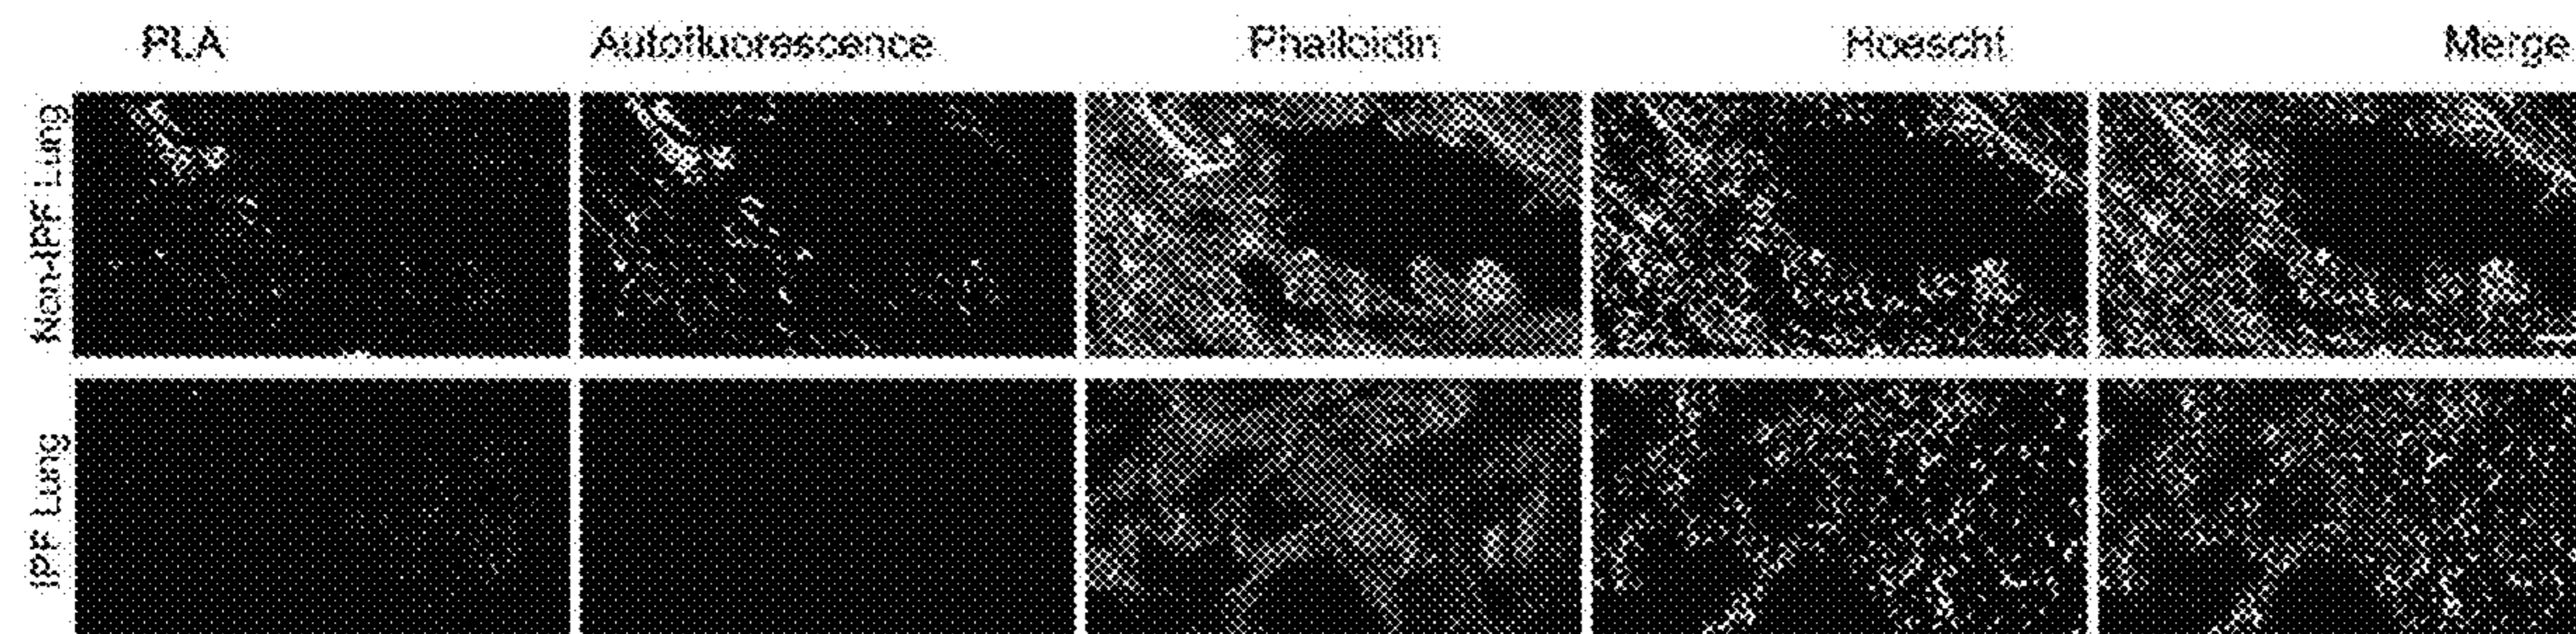 PLA Autofluorescence Phalloidin Hoescht Merge
Non-IPF Lung
IPF Lung